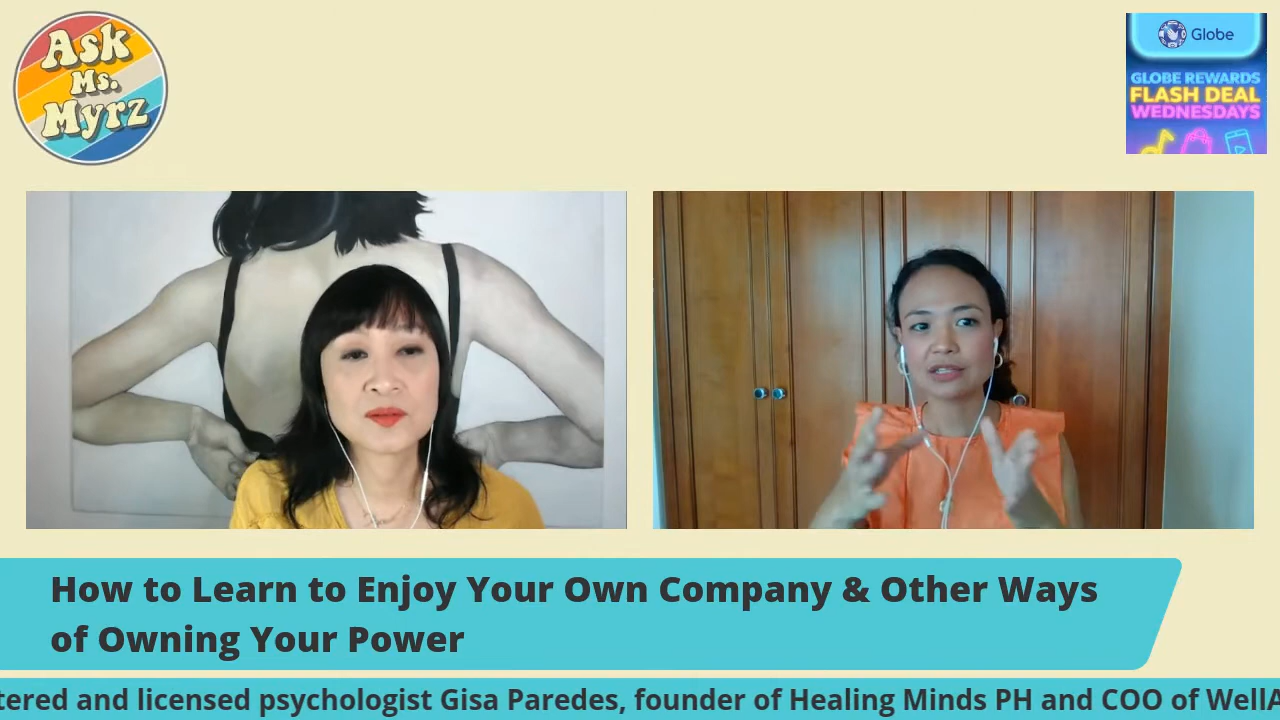 Ask
Ms.
Myrz
Globe
GLOBE REWARDS
FLASH DEAL
WEDNESDAYS
How to Learn to Enjoy Your Own Company & Other Ways
of Owning Your Power
tered and licensed psychologist Gisa Paredes, founder of Healing Minds PH and COO of WellA